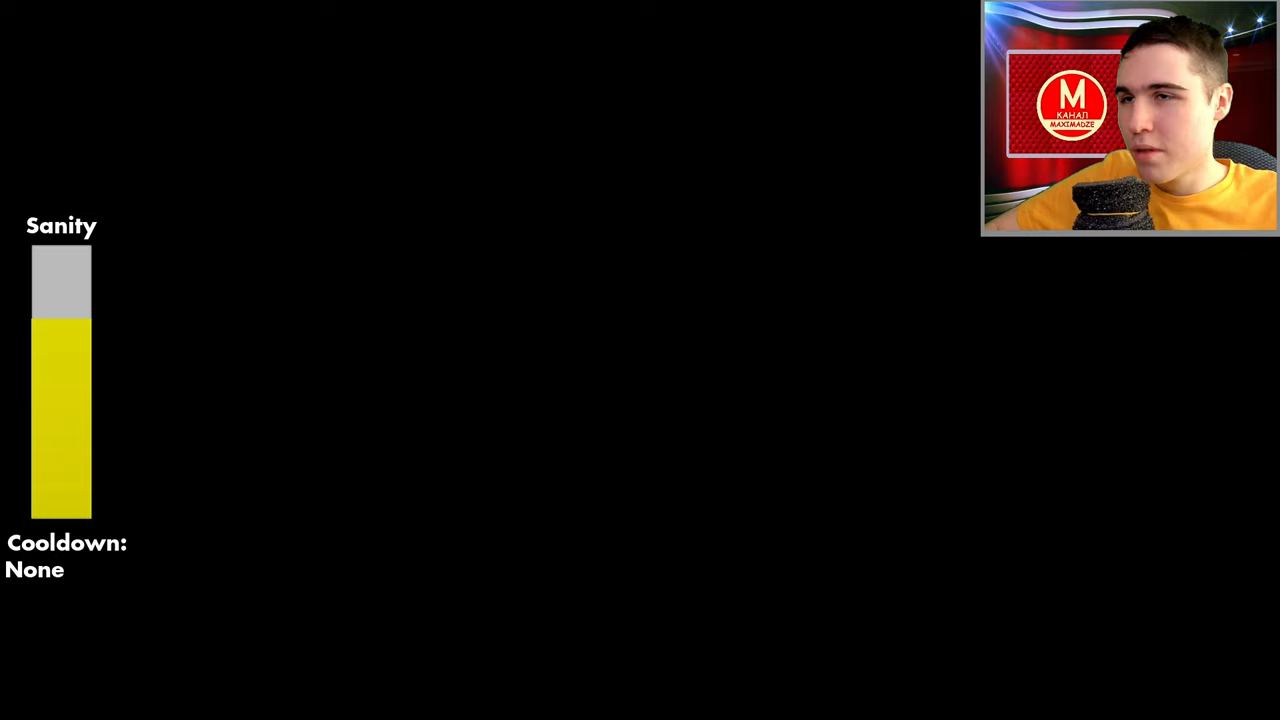 M
КАНАЛ
MAXIMADZE
Sanity
Cooldown:
None